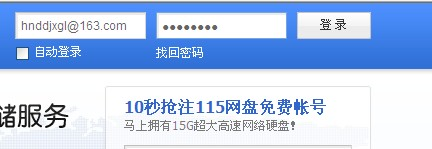 hnddjxgl@163.com ●●●●●●●● 登 录
自动登录 找回密码
储服务
10秒抢注115网盘免费帐号
马上拥有15G超大高速网络硬盘!